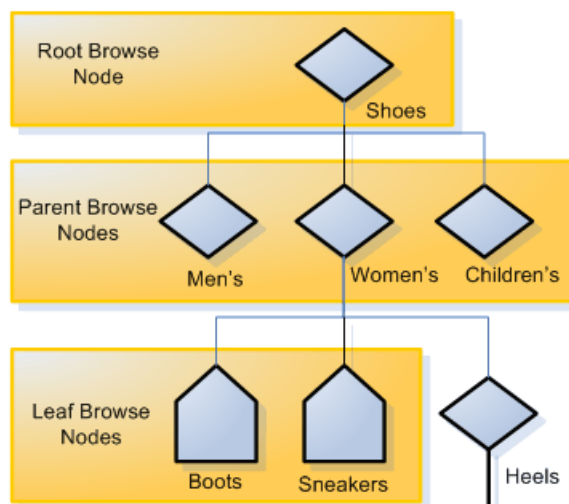 Root Browse
Node
Shoes
Parent Browse
Nodes
Men's
Women's
Children's
Leaf Browse
Nodes
Boots
Sneakers
Heels